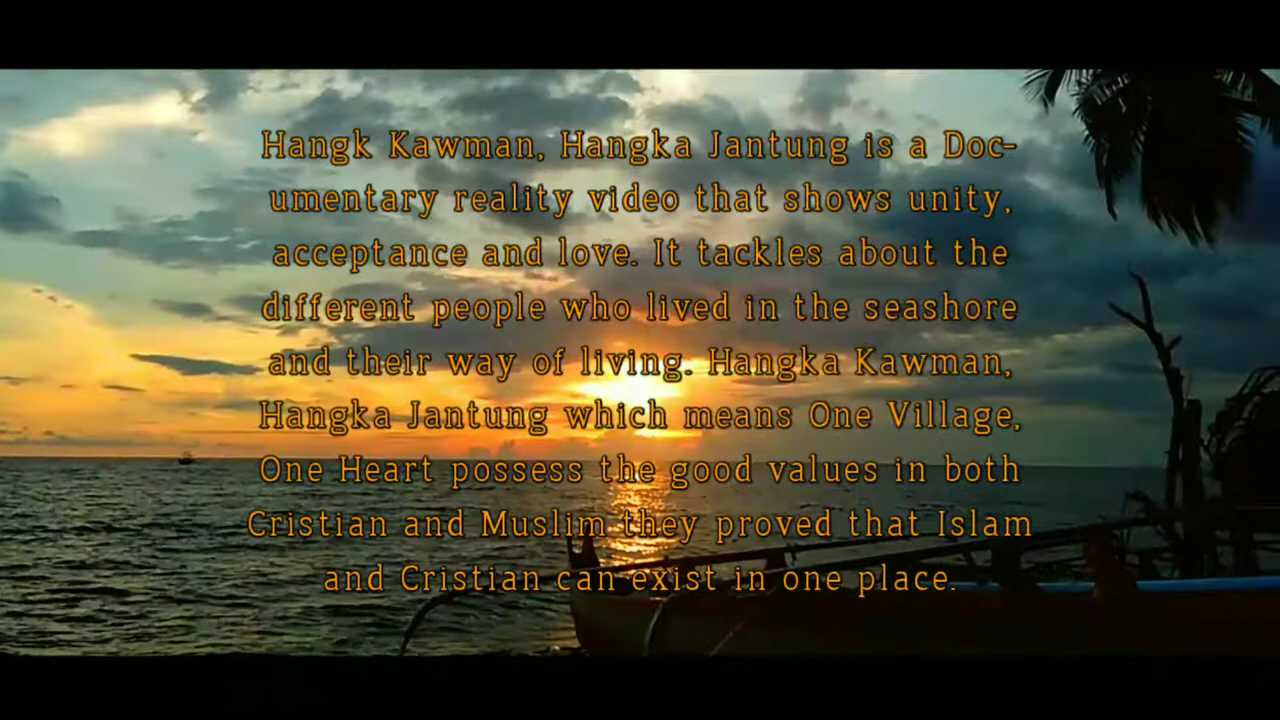 Hangk Kawman, Hangka Jantung is a Doc-
umentary reality video that shows unity,
acceptance and love. It tackles about the
different people who lived in the seashore
and their way of living. Hangka Kawman,
Hangka Jantung which means One Village,
One Heart possess the good values in both
Cristian and Muslim they proved that Islam
and Cristian can exist in one place.